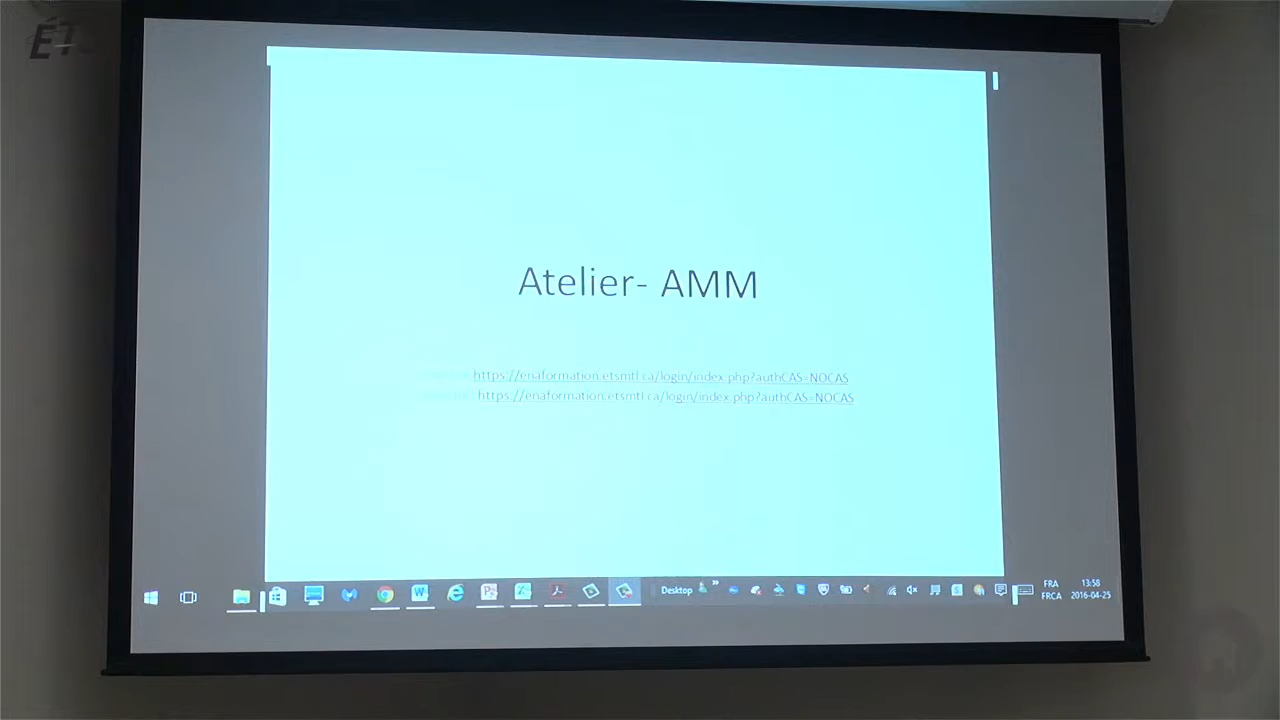 ÉTS
Atelier- AMM
https://enaformation.etsmtl.ca/login/index.php?authCAS=NOCAS
https://enaformation.etsmtl.ca/login/index.php?authCAS=NOCAS
Desktop
FRA
FRCA
13:58
2016-04-25